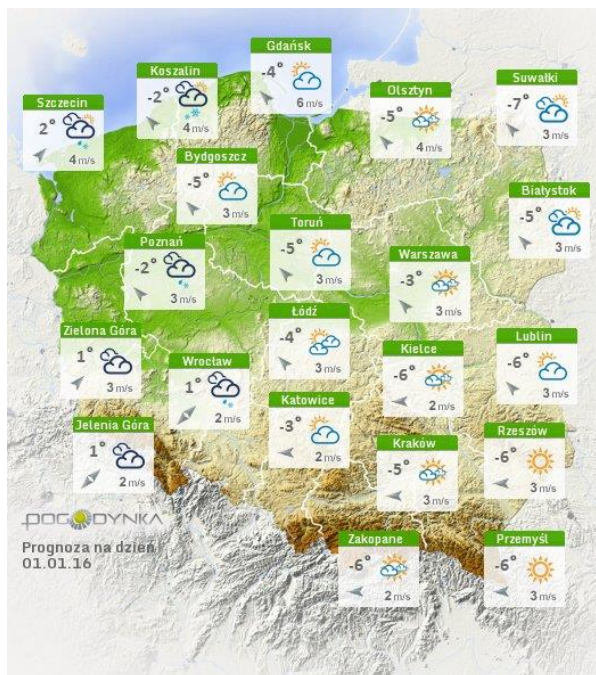 Gdańsk
-4°
6 m/s
Koszalin
-2°
4 m/s
Suwałki
-7°
3 m/s
Olsztyn
-5°
4 m/s
Szczecin
2°
4 m/s
Bydgoszcz
-5°
3 m/s
Białystok
-5°
3 m/s
Toruń
-5°
3 m/s
Poznań
-2°
3 m/s
Warszawa
-3°
3 m/s
Łódź
-4°
3 m/s
Zielona Góra
1°
3 m/s
Lublin
-6°
3 m/s
Kielce
-6°
2 m/s
Wrocław
1°
2 m/s
Katowice
-3°
2 m/s
Jelenia Góra
1°
2 m/s
Rzeszów
-6°
3 m/s
Kraków
-5°
3 m/s
POGODYNKA
Prognoza na dzień
01.01.16
Zakopane
-6°
2 m/s
Przemyśl
-6°
3 m/s